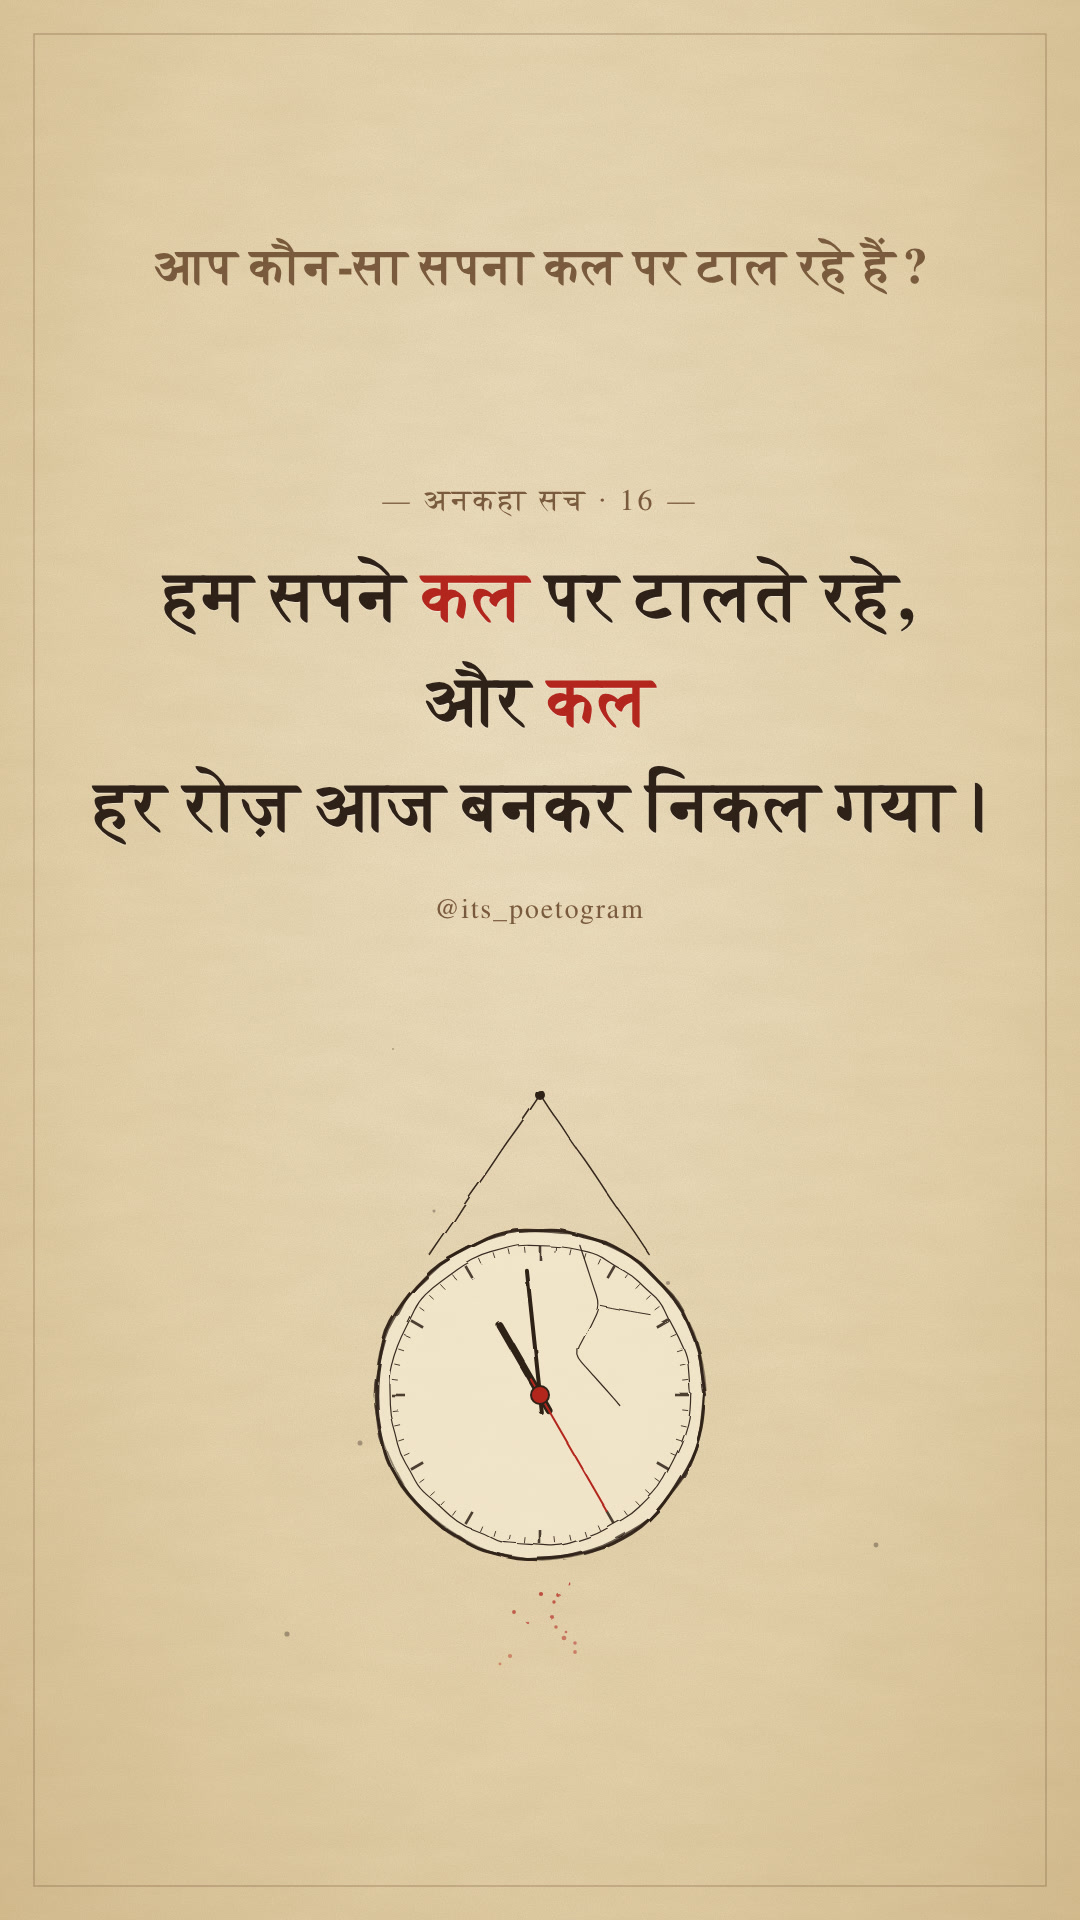 आप कौन-सा सपना कल पर टाल रहे हैं?
— अनकहा सच · 16 —
हम सपने कल पर टालते रहे,
और कल
हर रोज़ आज बनकर निकल गया।
@its_poetogram